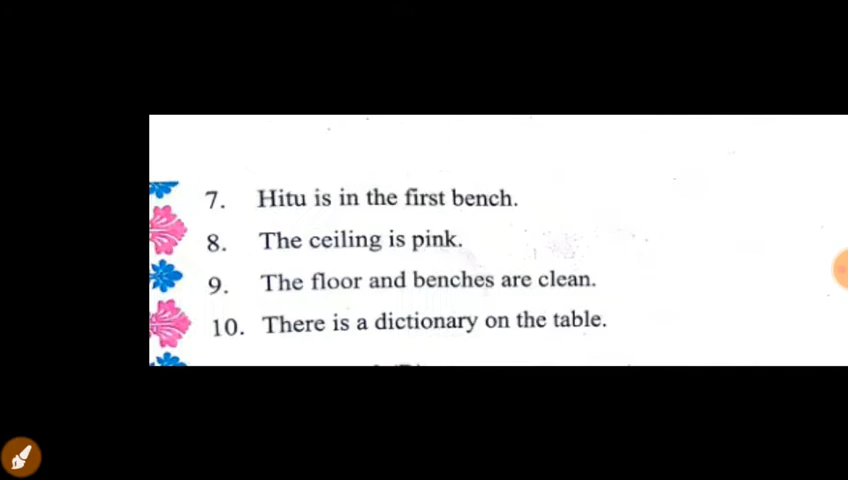 7. Hitu is in the first bench.
8. The ceiling is pink.
9. The floor and benches are clean.
10. There is a dictionary on the table.